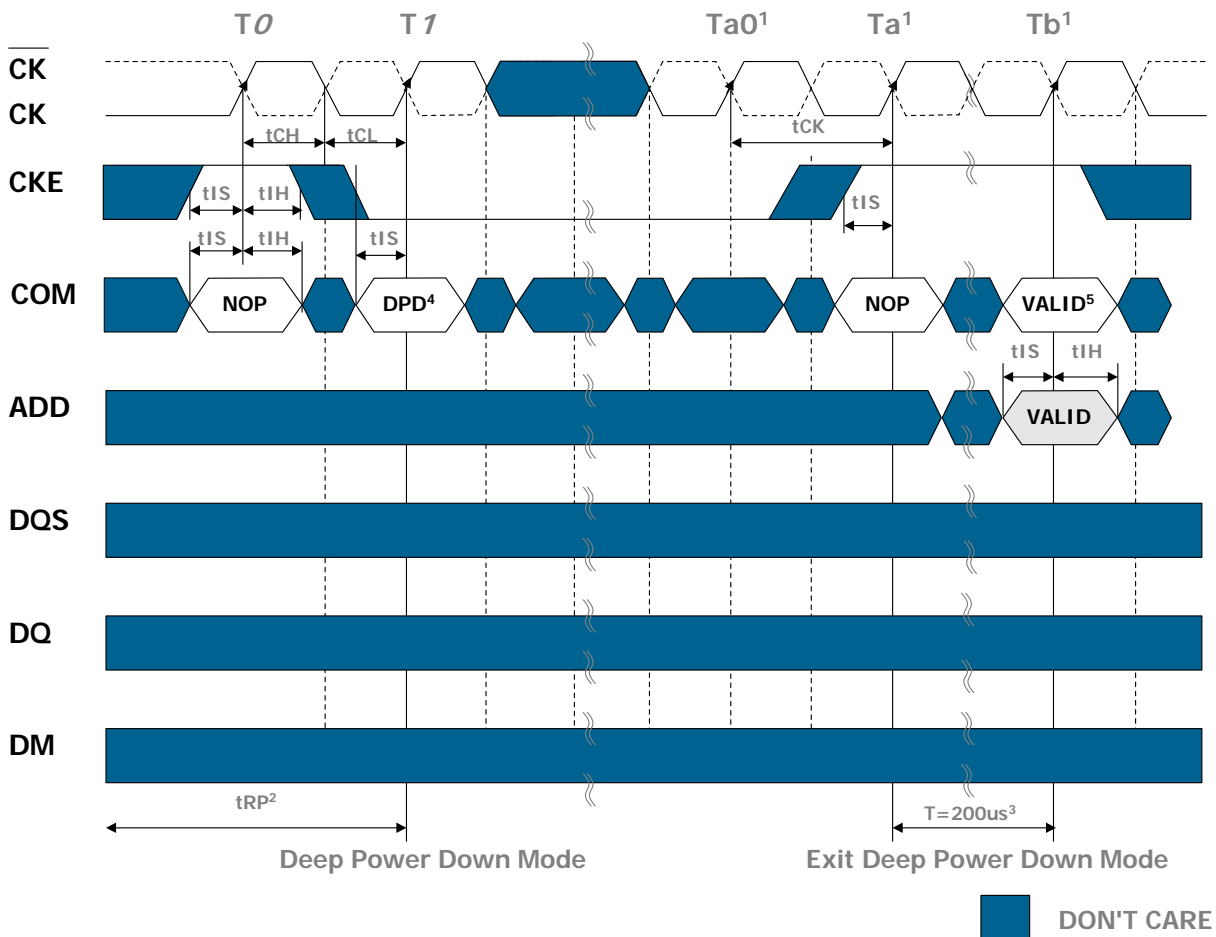 T0 T1 Ta0¹ Ta¹ Tb¹
CK
CK
tCH tCL tCK
CKE
tIS tIH tIS
tIS tIH tIS
COM NOP DPD⁴ NOP VALID⁵
tIS tIH
ADD VALID
DQS
DQ
DM
tRP² T=200us³
Deep Power Down Mode Exit Deep Power Down Mode
DON'T CARE